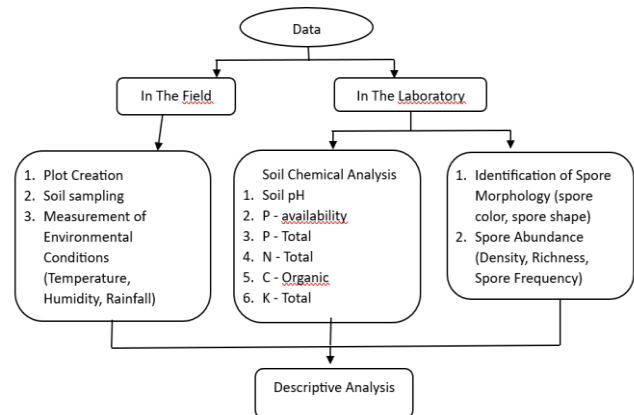 Data
In The Field
In The Laboratory
1. Plot Creation
2. Soil sampling
3. Measurement of
Environmental
Conditions
(Temperature,
Humidity, Rainfall)
Soil Chemical Analysis
1. Soil pH
2. P - availability
3. P - Total
4. N - Total
5. C - Organic
6. K - Total
1. Identification of Spore
Morphology (spore
color, spore shape)
2. Spore Abundance
(Density, Richness,
Spore Frequency)
Descriptive Analysis